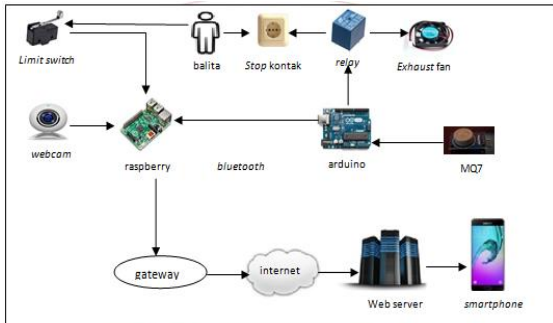 Limit switch
balita
Stop kontak
relay
Exhaust fan
webcam
raspberry
bluetooth
arduino
MQ7
gateway
internet
Web server
smartphone